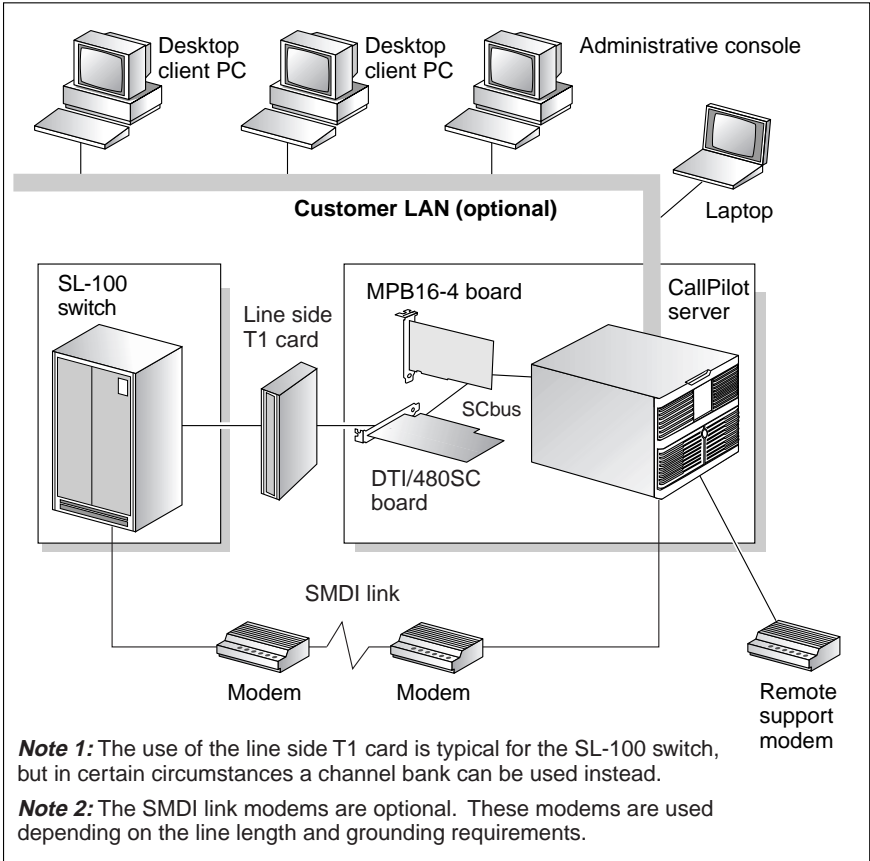 Desktop
client PC
Desktop
client PC
Administrative console
Customer LAN (optional)
Laptop
SL-100
switch
Line side
T1 card
MPB16-4 board
CallPilot
server
SCbus
DTI/480SC
board
SMDI link
Modem
Modem
Remote
support
modem
Note 1: The use of the line side T1 card is typical for the SL-100 switch,
but in certain circumstances a channel bank can be used instead.
Note 2: The SMDI link modems are optional. These modems are used
depending on the line length and grounding requirements.